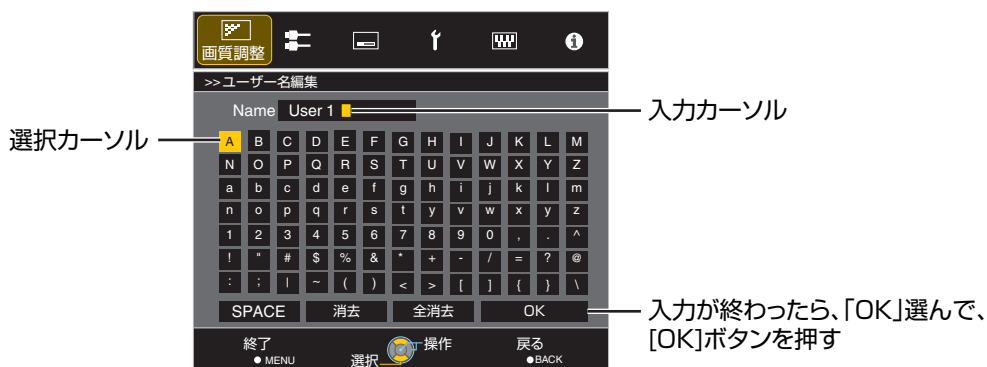 画質調整
>>ユーザー名編集
Name User 1
入力カーソル
選択カーソル
A B C D E F G H I J K L M
N O P Q R S T U V W X Y Z
a b c d e f g h i j k l m
n o p q r s t y v w x y z
1 2 3 4 5 6 7 8 9 0 , . ^
! " # $ % & * + - / = ? @
: ; | ~ ( ) < > [ ] { } \
SPACE 消去 全消去 OK
入力が終わったら、「OK」選んで、
[OK]ボタンを押す
終了 操作 戻る
MENU 選択 BACK